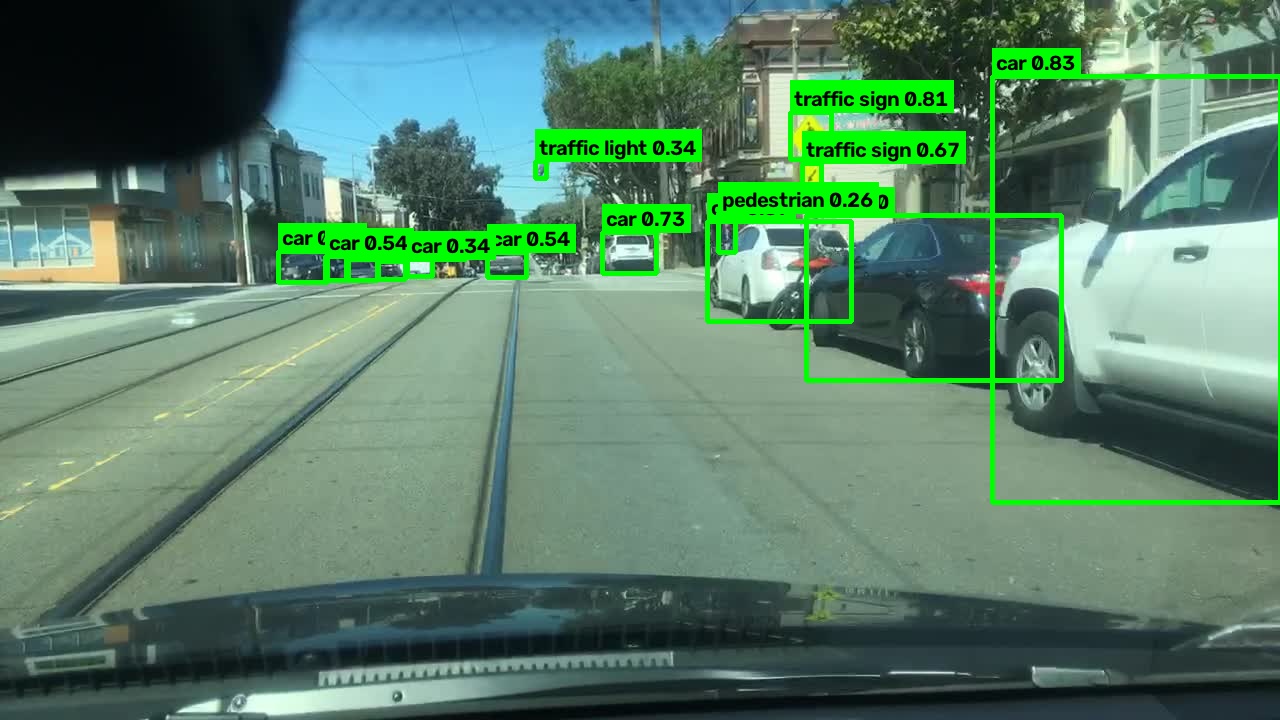 car 0.83
traffic sign 0.81
traffic sign 0.67
traffic light 0.34
pedestrian 0.26
car 0.73
car
car 0.54
car 0.34
car 0.54